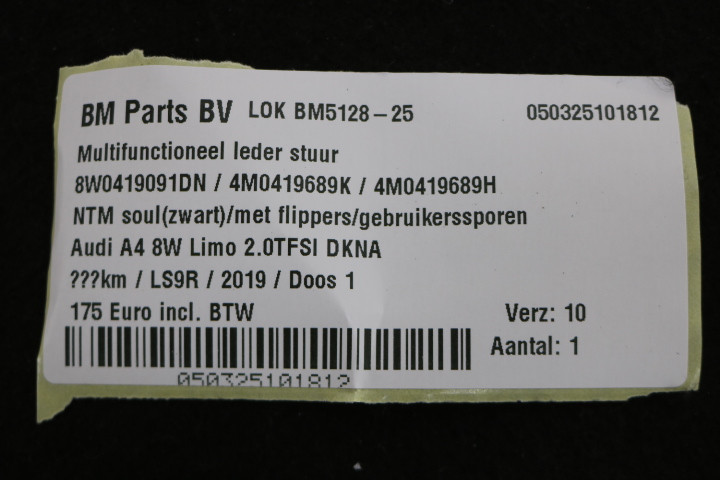 BM Parts BV LOK BM5128-25 050325101812
Multifunctioneel leder stuur
8W0419091DN / 4M0419689K / 4M0419689H
NTM soul(zwart)/met flippers/gebruikerssporen
Audi A4 8W Limo 2.0TFSI DKNA
???km / LS9R / 2019 / Doos 1
175 Euro incl. BTW Verz: 10
Aantal: 1
050325101812